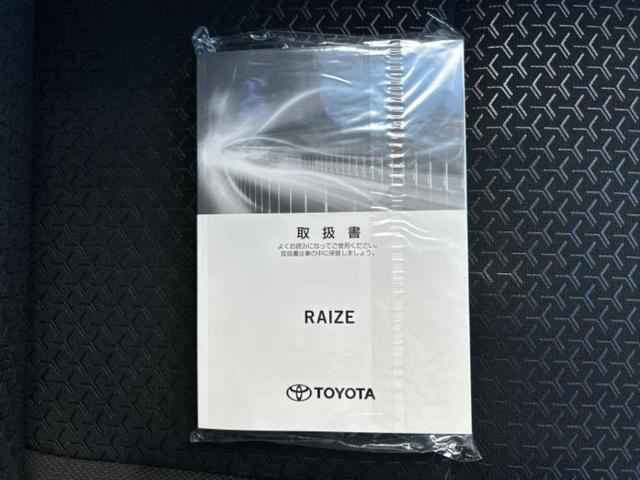 取扱書
よくお読みになってご使用ください。
取扱書は車の中に保管しましょう。
RAIZE
TOYOTA